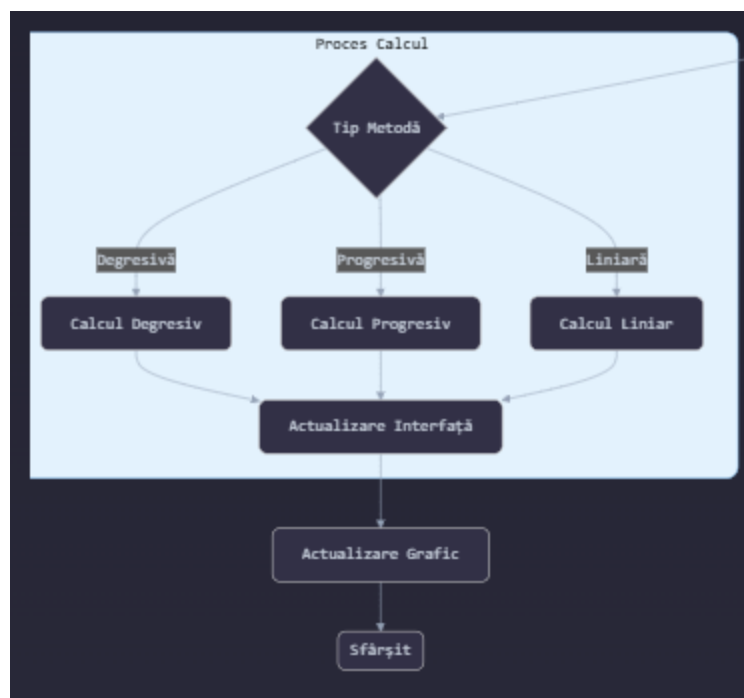 Proces Calcul
Tip Metodă
Degresivă
Progresivă
Liniară
Calcul Degresiv
Calcul Progresiv
Calcul Liniar
Actualizare Interfață
Actualizare Grafic
Sfârșit